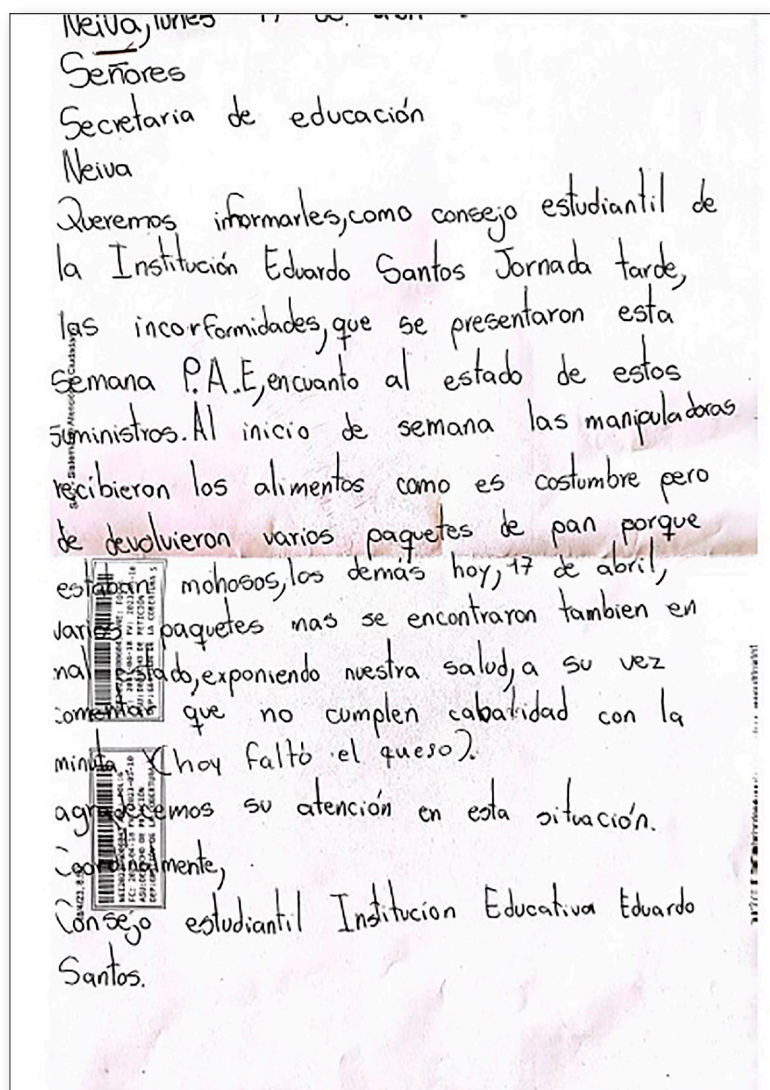 Neiva, lunes 17 de
Señores
Secretaria de educación
Neiva
Queremos informarles, como consejo estudiantil de
la Institución Eduardo Santos Jornada tarde,
las inconformidades, que se presentaron esta
semana P.A.E, encuanto al estado de estos
suministros. Al inicio de semana las manipuladoras
recibieron los alimentos como es costumbre pero
de devolvieron varios paquetes de pan porque
estaban mohosos, los demás hoy, 17 de abril,
varios paquetes mas se encontraron tambien en
mal estado, exponiendo nuestra salud, a su vez
comentan que no cumplen cabalidad con la
minuta (hoy faltó el queso).
agradecemos su atención en esta situación.
Coordinalmente,
Consejo estudiantil Institucion Educativa Eduardo
Santos.